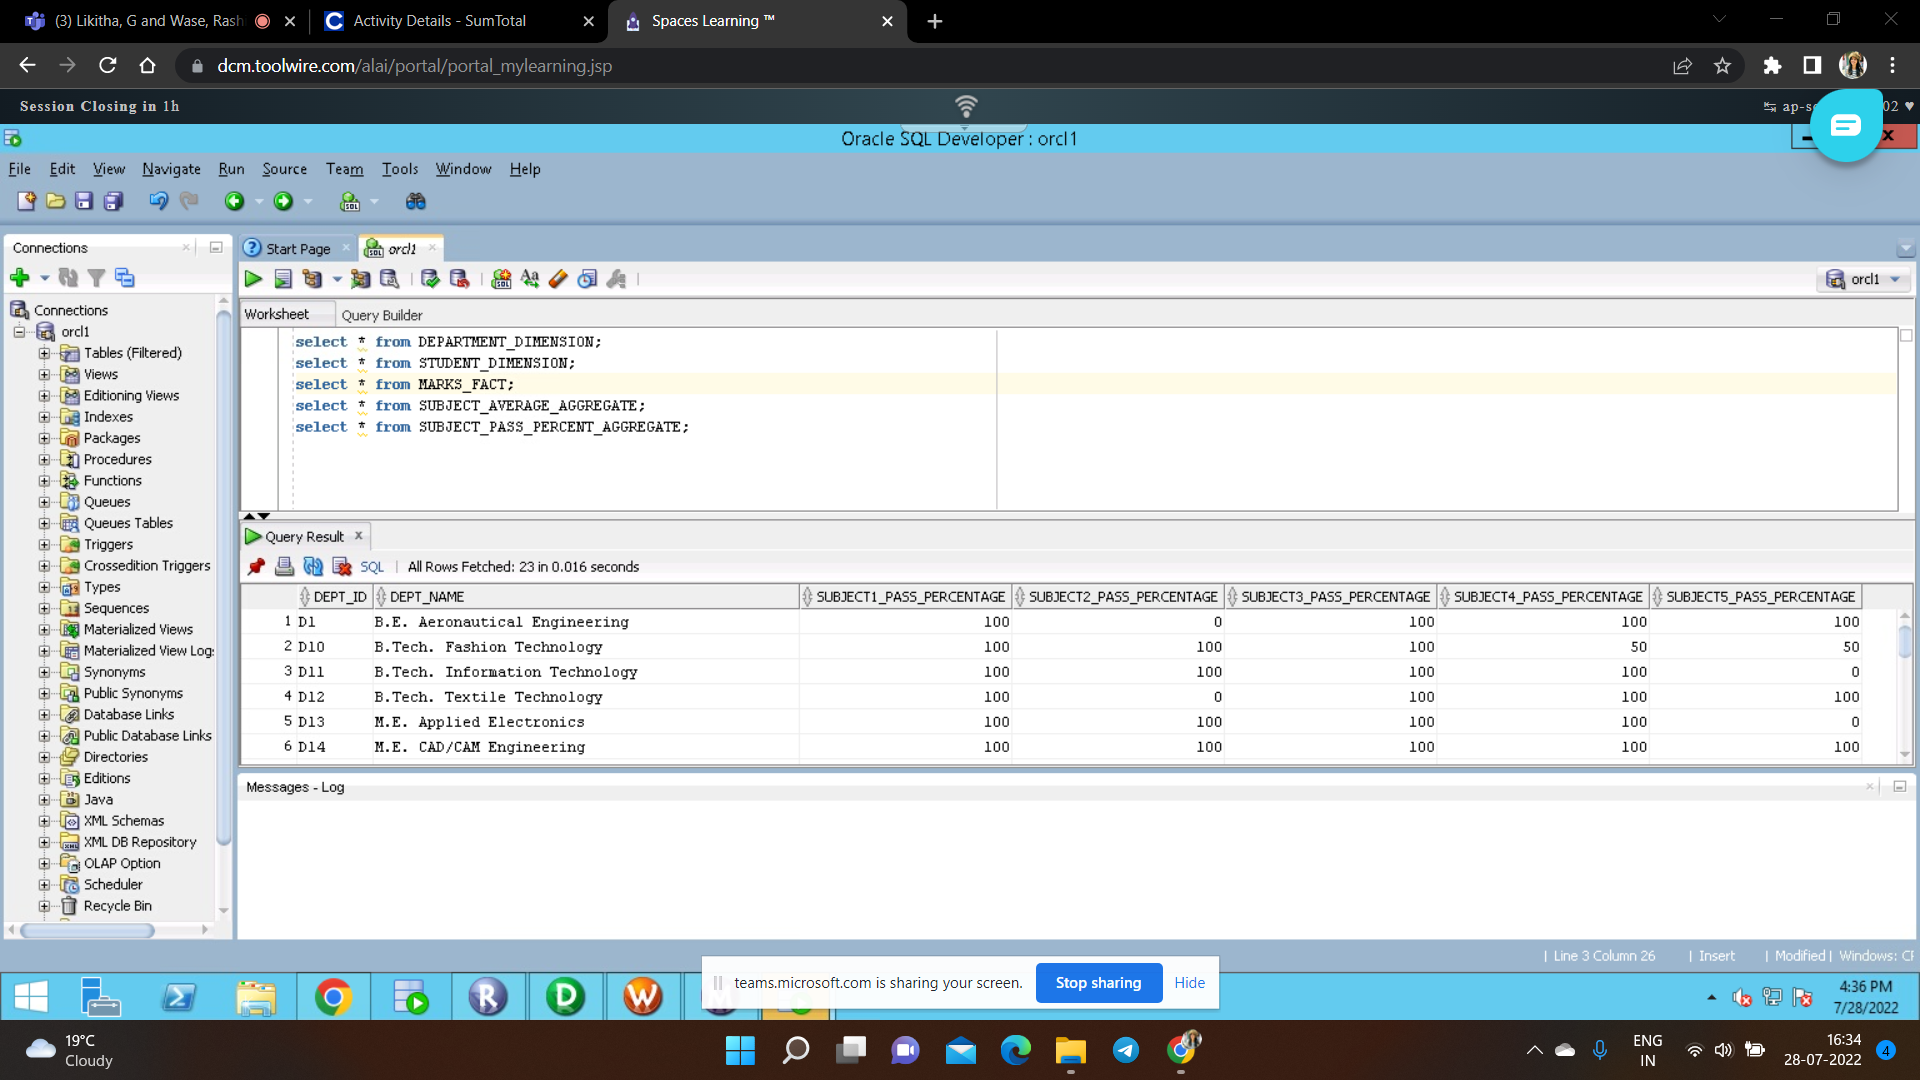 (3) Likitha, G and Wase, Rash
Activity Details - SumTotal
Spaces Learning ™
dcm.toolwire.com/alai/portal/portal_mylearning.jsp
Session Closing in 1h
02
Oracle SQL Developer : orcl1
File Edit View Navigate Run Source Team Tools Window Help
Connections
Start Page
orcl1
orcl1
Worksheet
Query Builder
Connections
orcl1
Tables (Filtered)
Views
Editioning Views
Indexes
Packages
Procedures
Functions
Queues
Queues Tables
Triggers
Crossedition Triggers
Types
Sequences
Materialized Views
Materialized View Log
Synonyms
Public Synonyms
Database Links
Public Database Links
Directories
Editions
Java
XML Schemas
XML DB Repository
OLAP Option
Scheduler
Recycle Bin
select * from DEPARTMENT_DIMENSION;
select * from STUDENT_DIMENSION;
select * from MARKS_FACT;
select * from SUBJECT_AVERAGE_AGGREGATE;
select * from SUBJECT_PASS_PERCENT_AGGREGATE;
Query Result
SQL | All Rows Fetched: 23 in 0.016 seconds
DEPT_ID DEPT_NAME SUBJECT1_PASS_PERCENTAGE SUBJECT2_PASS_PERCENTAGE SUBJECT3_PASS_PERCENTAGE SUBJECT4_PASS_PERCENTAGE SUBJECT5_PASS_PERCENTAGE
1 D1 B.E. Aeronautical Engineering 100 0 100 100 100
2 D10 B.Tech. Fashion Technology 100 100 100 50 50
3 D11 B.Tech. Information Technology 100 100 100 100 0
4 D12 B.Tech. Textile Technology 100 0 100 100 100
5 D13 M.E. Applied Electronics 100 100 100 100 0
6 D14 M.E. CAD/CAM Engineering 100 100 100 100 100
Messages - Log
| Line 3 Column 26 | Insert | Modified | Windows:
teams.microsoft.com is sharing your screen.
Stop sharing
Hide
4:36 PM
7/28/2022
19°C
Cloudy
ENG
IN
16:34
28-07-2022
4